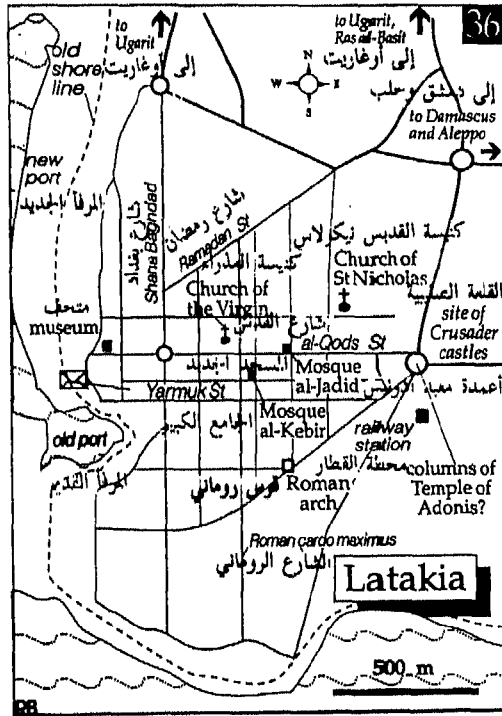 36
to
Ugarit
إلى أوغاريت
to Ugarit,
Ras al-Basit
إلى أوغاريت
N
W
E
S
إلى دمشق وحلب
to Damascus
and Aleppo
old
shore
line
new
port
المرفأ الجديد
شارع بغداد
Sharia Baghdad
شارع رمضان
Ramadan St
كنيسة القديس نيكولاس
Church of
St Nicholas
كنيسة العذراء
Church of
the Virgin
متحف
museum
شارع القدس
al-Qods St
القلعة الصليبية
site of
Crusader
castles
المسجد الجديد
Mosque
al-Jadid
Yarmuk St
Mosque
al-Kebir
الجامع الكبير
أعمدة معبد أدونيس
columns of
Temple of
Adonis?
railway
station
محطة القطار
old port
المرفأ القديم
قوس روماني
Roman
arch
Roman cardo maximus
الشارع الروماني
Latakia
500 m
RB